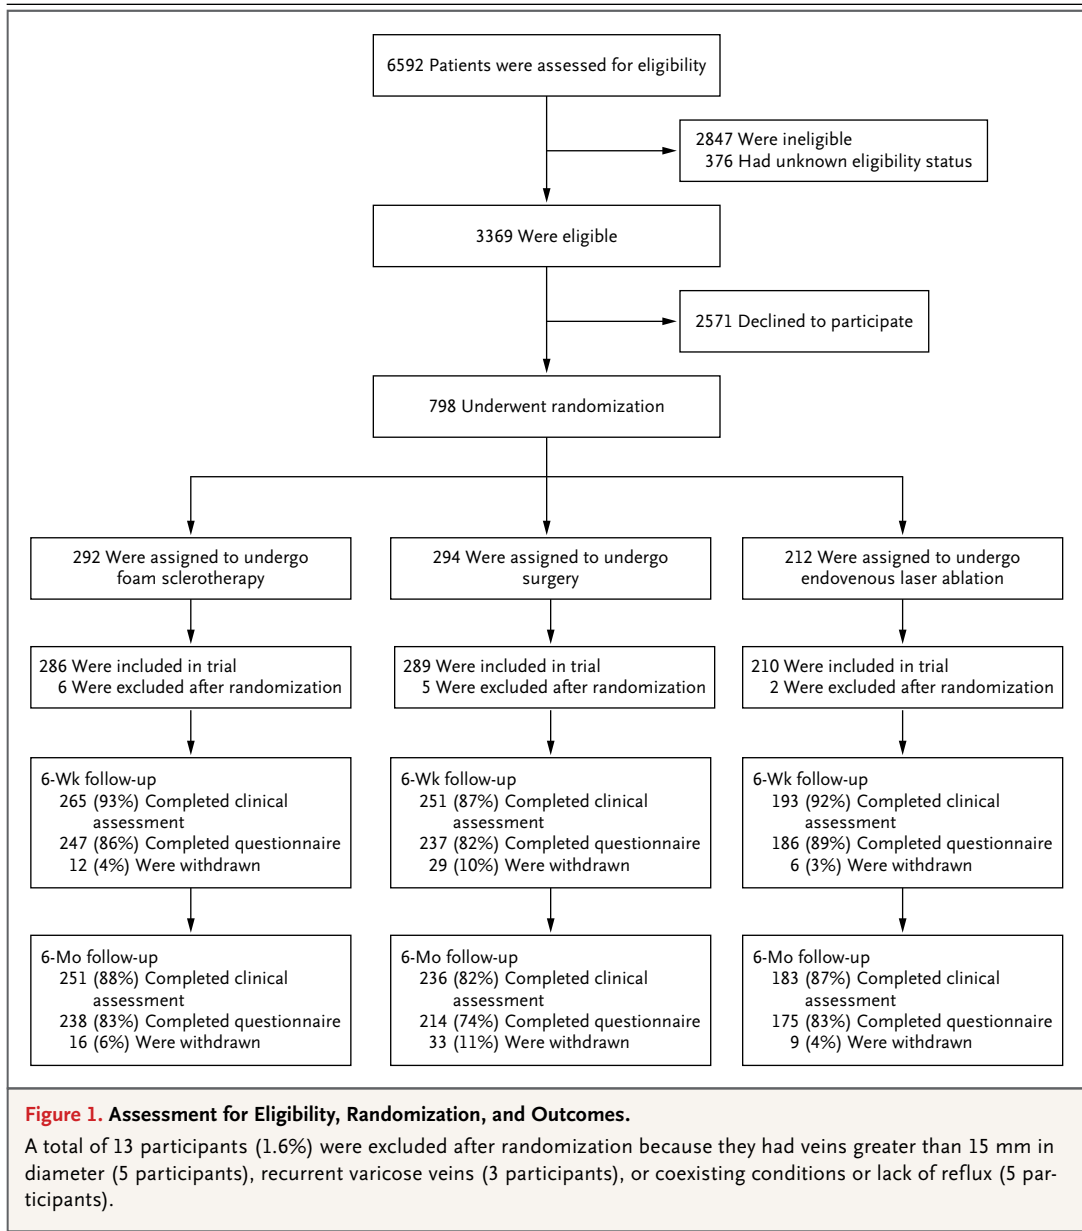 6592 Patients were assessed for eligibility
2847 Were ineligible
376 Had unknown eligibility status
3369 Were eligible
2571 Declined to participate
798 Underwent randomization
292 Were assigned to undergo
foam sclerotherapy
294 Were assigned to undergo
surgery
212 Were assigned to undergo
endovenous laser ablation
286 Were included in trial
6 Were excluded after randomization
289 Were included in trial
5 Were excluded after randomization
210 Were included in trial
2 Were excluded after randomization
6-Wk follow-up
265 (93%) Completed clinical
assessment
247 (86%) Completed questionnaire
12 (4%) Were withdrawn
6-Wk follow-up
251 (87%) Completed clinical
assessment
237 (82%) Completed questionnaire
29 (10%) Were withdrawn
6-Wk follow-up
193 (92%) Completed clinical
assessment
186 (89%) Completed questionnaire
6 (3%) Were withdrawn
6-Mo follow-up
251 (88%) Completed clinical
assessment
238 (83%) Completed questionnaire
16 (6%) Were withdrawn
6-Mo follow-up
236 (82%) Completed clinical
assessment
214 (74%) Completed questionnaire
33 (11%) Were withdrawn
6-Mo follow-up
183 (87%) Completed clinical
assessment
175 (83%) Completed questionnaire
9 (4%) Were withdrawn
Figure 1. Assessment for Eligibility, Randomization, and Outcomes.
A total of 13 participants (1.6%) were excluded after randomization because they had veins greater than 15 mm in
diameter (5 participants), recurrent varicose veins (3 participants), or coexisting conditions or lack of reflux (5 par-
ticipants).